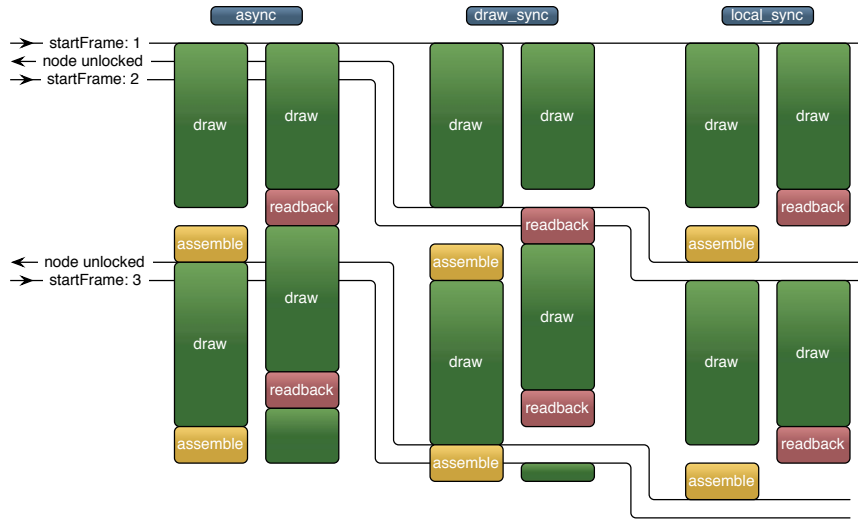 async
draw_sync
local_sync
startFrame: 1
node unlocked
startFrame: 2
draw
draw
draw
draw
draw
draw
readback
readback
readback
assemble
assemble
assemble
node unlocked
startFrame: 3
draw
draw
draw
draw
draw
draw
readback
readback
readback
assemble
assemble
assemble